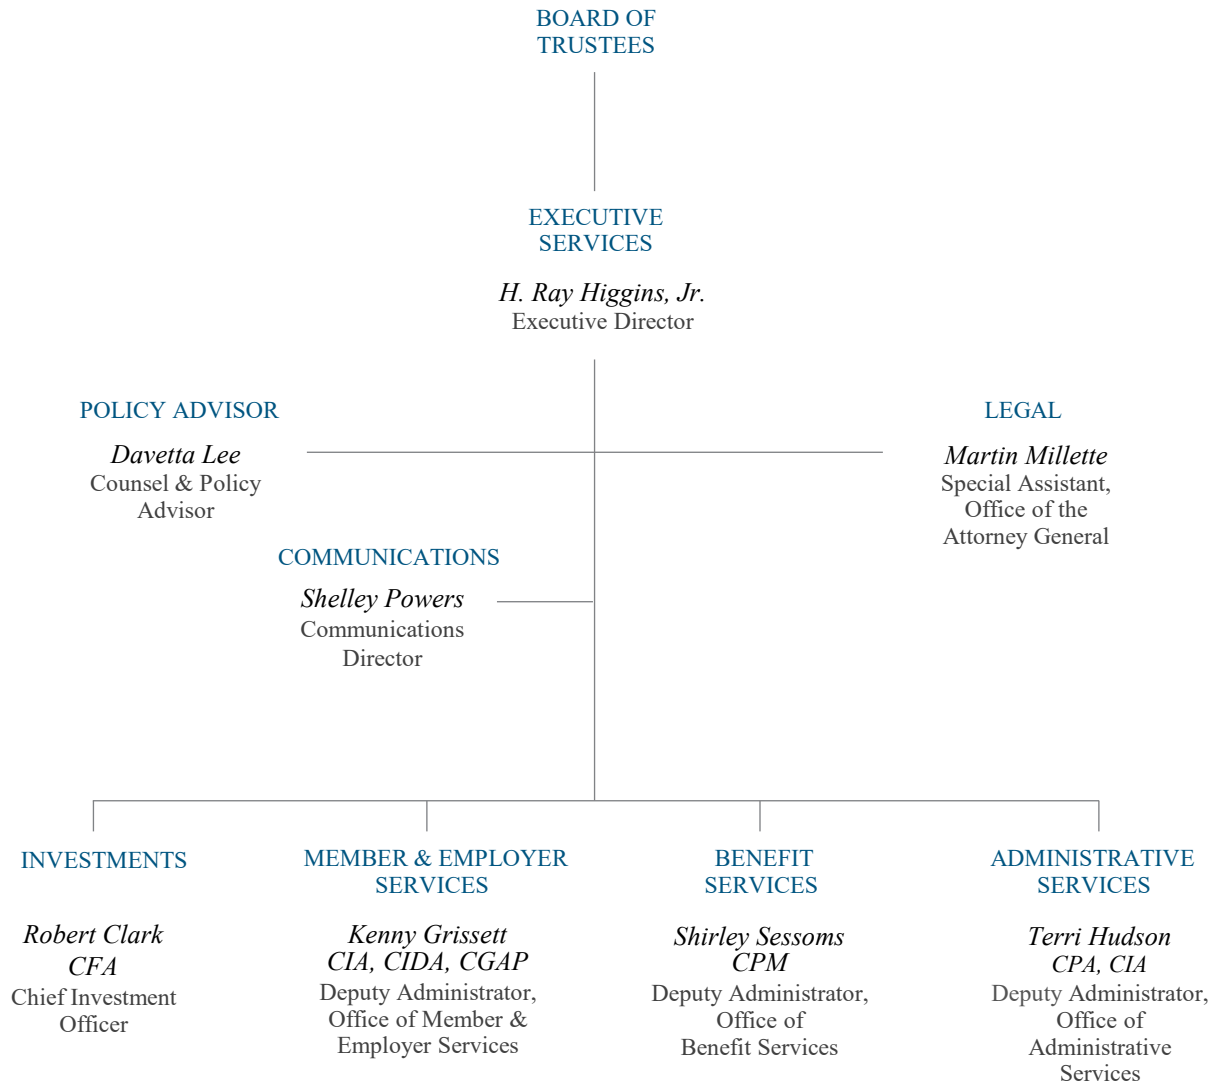 BOARD OF
TRUSTEES
EXECUTIVE
SERVICES
H. Ray Higgins, Jr.
Executive Director
POLICY ADVISOR
Davetta Lee
Counsel & Policy
Advisor
LEGAL
Martin Millette
Special Assistant,
Office of the
Attorney General
COMMUNICATIONS
Shelley Powers
Communications
Director
INVESTMENTS
Robert Clark
CFA
Chief Investment
Officer
MEMBER & EMPLOYER
SERVICES
Kenny Grissett
CIA, CIDA, CGAP
Deputy Administrator,
Office of Member &
Employer Services
BENEFIT
SERVICES
Shirley Sessoms
CPM
Deputy Administrator,
Office of
Benefit Services
ADMINISTRATIVE
SERVICES
Terri Hudson
CPA, CIA
Deputy Administrator,
Office of
Administrative
Services